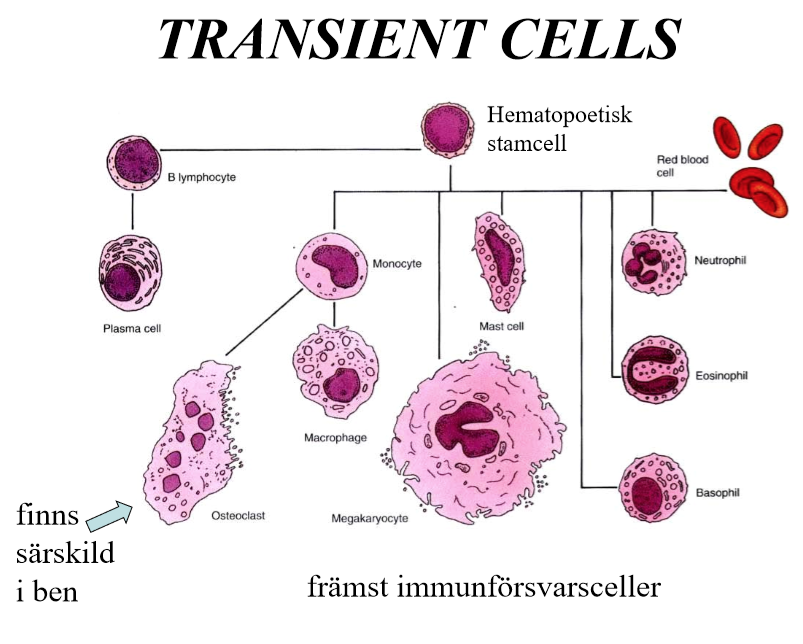 TRANSIENT CELLS
Hematopoetisk
stamcell
Red blood
cell
B lymphocyte
Monocyte
Neutrophil
Plasma cell
Mast cell
Eosinophil
Macrophage
Basophil
Osteoclast
Megakaryocyte
finns
särskild
i ben
främst immunförsvarsceller